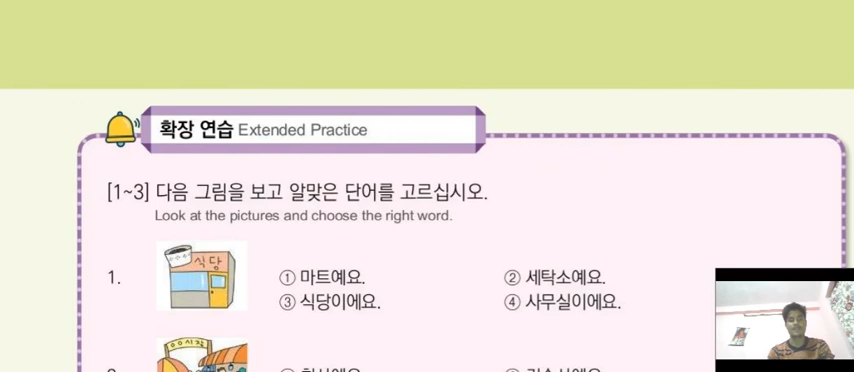 확장 연습 Extended Practice
[1~3] 다음 그림을 보고 알맞은 단어를 고르십시오.
Look at the pictures and choose the right word.
식당
1. ① 마트예요. ② 세탁소예요.
③ 식당이에요. ④ 사무실이에요.